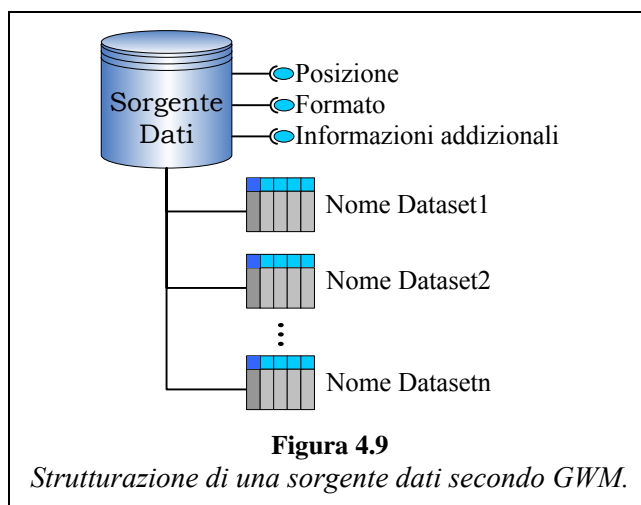 Sorgente
Dati
Posizione
Formato
Informazioni addizionali
Nome Dataset1
Nome Dataset2
Nome Datasetn
Figura 4.9
Strutturazione di una sorgente dati secondo GWM.